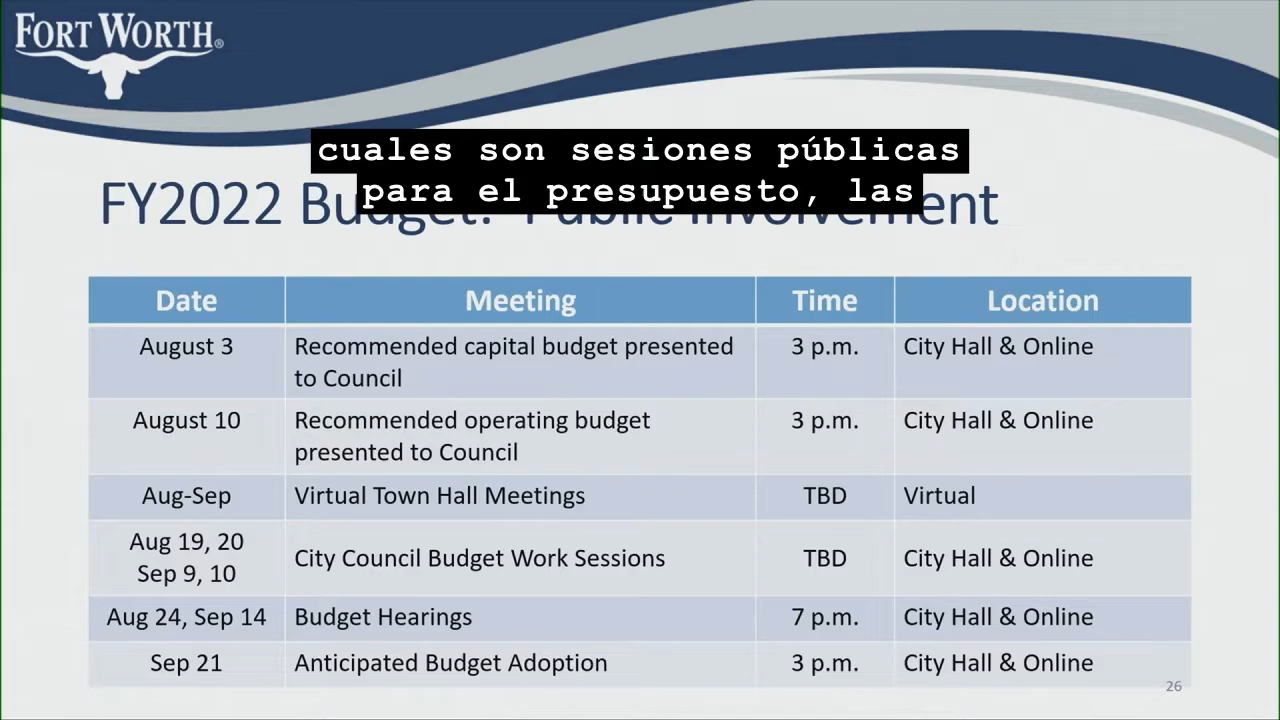 FORT WORTH®
cuales son sesiones públicas
para el presupuesto, las
FY2022 Budget: Public Involvement
Date Meeting Time Location
August 3 Recommended capital budget presented 3 p.m. City Hall & Online
to Council
August 10 Recommended operating budget 3 p.m. City Hall & Online
presented to Council
Aug-Sep Virtual Town Hall Meetings TBD Virtual
Aug 19, 20
Sep 9, 10 City Council Budget Work Sessions TBD City Hall & Online
Aug 24, Sep 14 Budget Hearings 7 p.m. City Hall & Online
Sep 21 Anticipated Budget Adoption 3 p.m. City Hall & Online
26